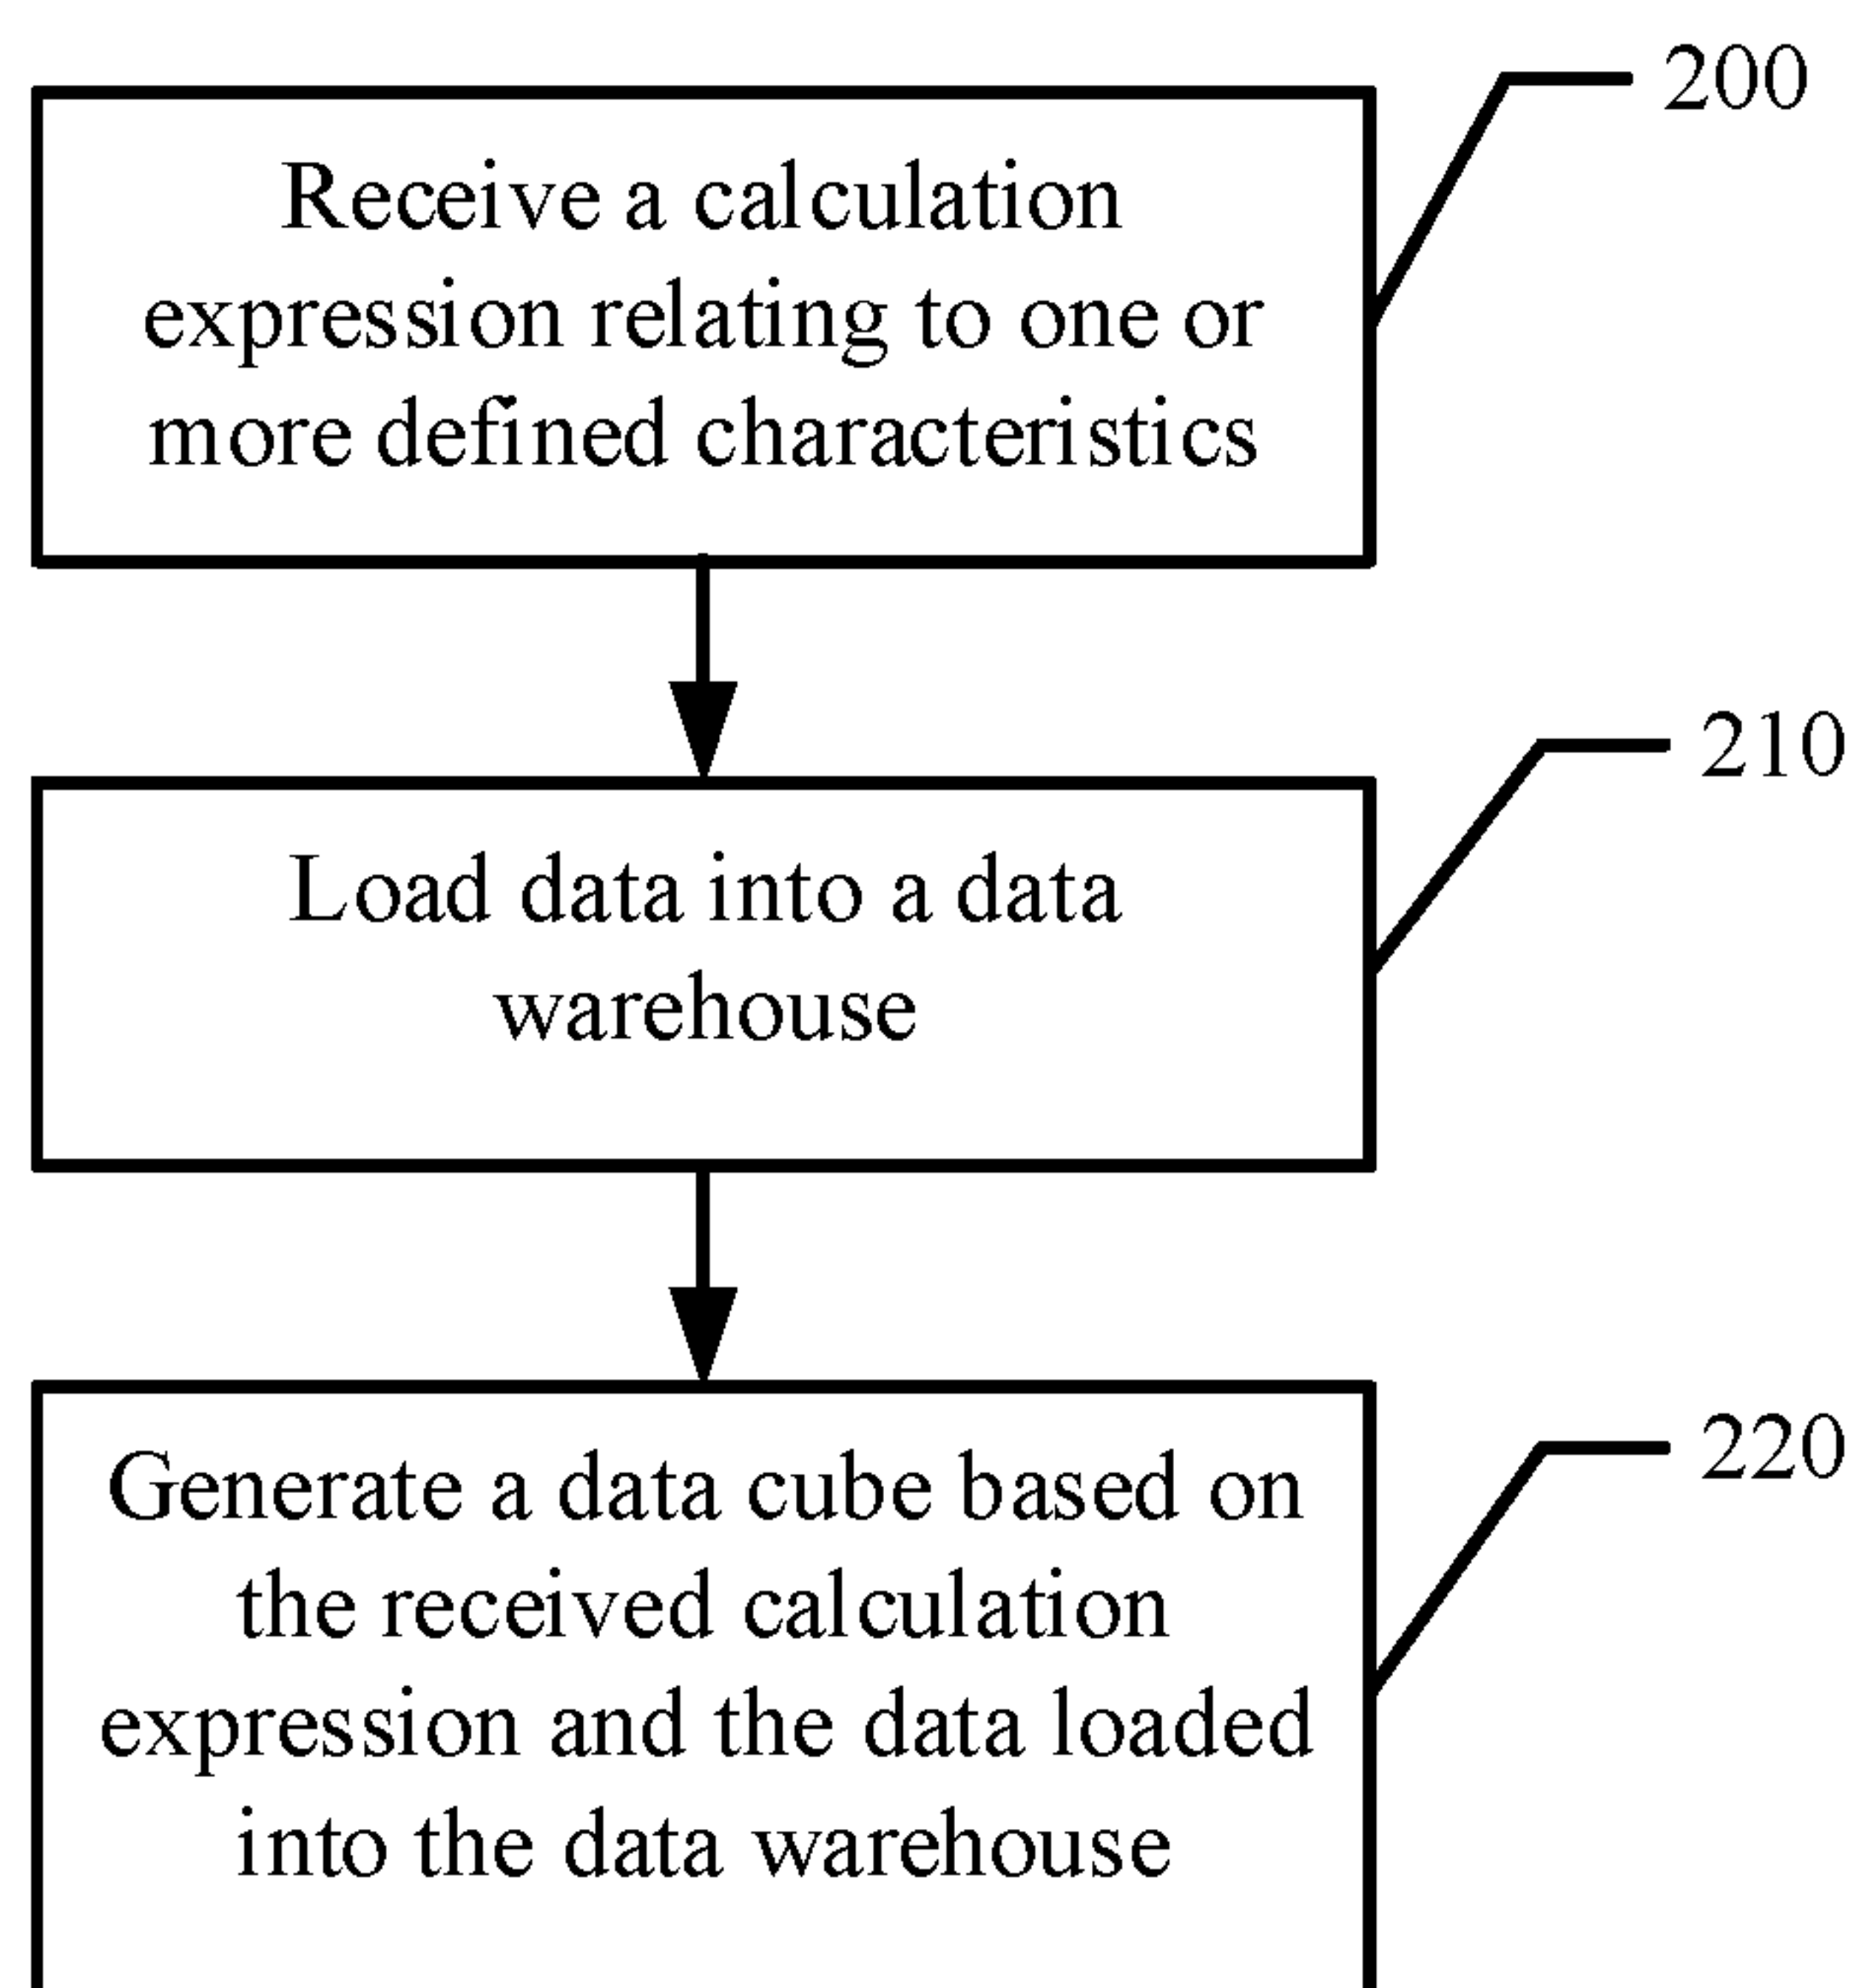 200
Receive a calculation
expression relating to one or
more defined characteristics
210
Load data into a data
warehouse
220
Generate a data cube based on
the received calculation
expression and the data loaded
into the data warehouse